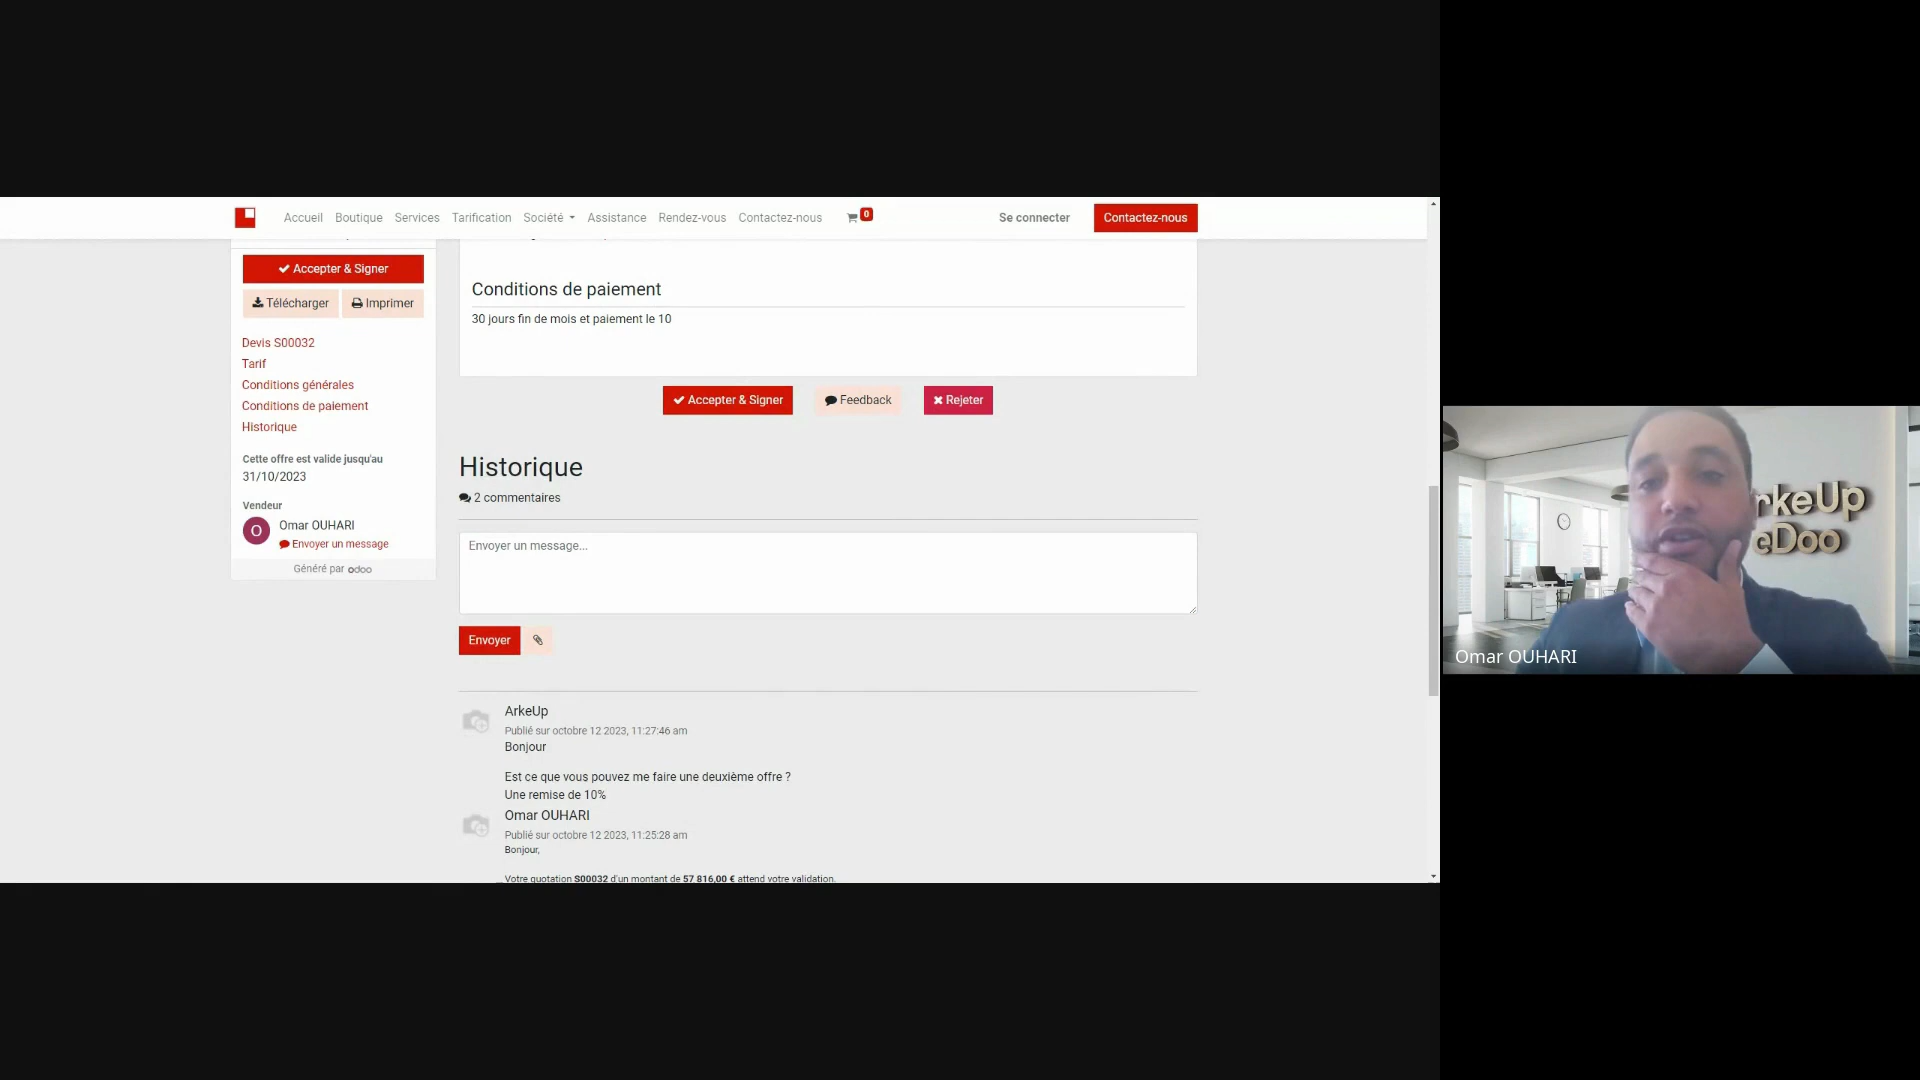 Accueil Boutique Services Tarification Société Assistance Rendez-vous Contactez-nous 0 Se connecter Contactez-nous
Accepter & Signer
Télécharger Imprimer
Devis S00032
Tarif
Conditions générales
Conditions de paiement
Historique
Cette offre est valide jusqu'au
31/10/2023
Vendeur
O
Omar OUHARI
Envoyer un message
Généré par odoo
Conditions de paiement
30 jours fin de mois et paiement le 10
Accepter & Signer Feedback Rejeter
Historique
2 commentaires
Envoyer un message...
Envoyer
ArkeUp
Publié sur octobre 12 2023, 11:27:46 am
Bonjour
Est ce que vous pouvez me faire une deuxième offre ?
Une remise de 10%
Omar OUHARI
Publié sur octobre 12 2023, 11:25:28 am
Bonjour,
Votre quotation S00032 d'un montant de 57 816,00 € attend votre validation.
rkeUp
eDoo
Omar OUHARI